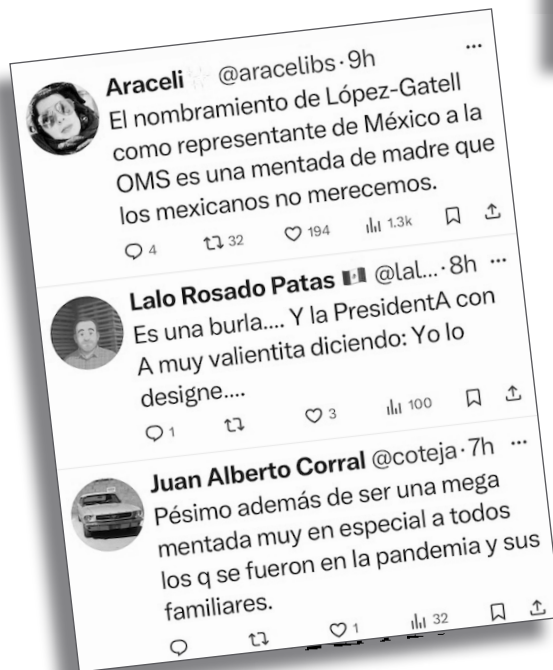 Araceli @aracelibs·9h ...
El nombramiento de López-Gatell
como representante de México a la
OMS es una mentada de madre que
los mexicanos no merecemos.
4 32 194 1.3k
Lalo Rosado Patas @lal...·8h ...
Es una burla.... Y la PresidentA con
A muy valientita diciendo: Yo lo
designe....
1 3 100
Juan Alberto Corral @coteja·7h ...
Pésimo además de ser una mega
mentada muy en especial a todos
los q se fueron en la pandemia y sus
familiares.
1 32